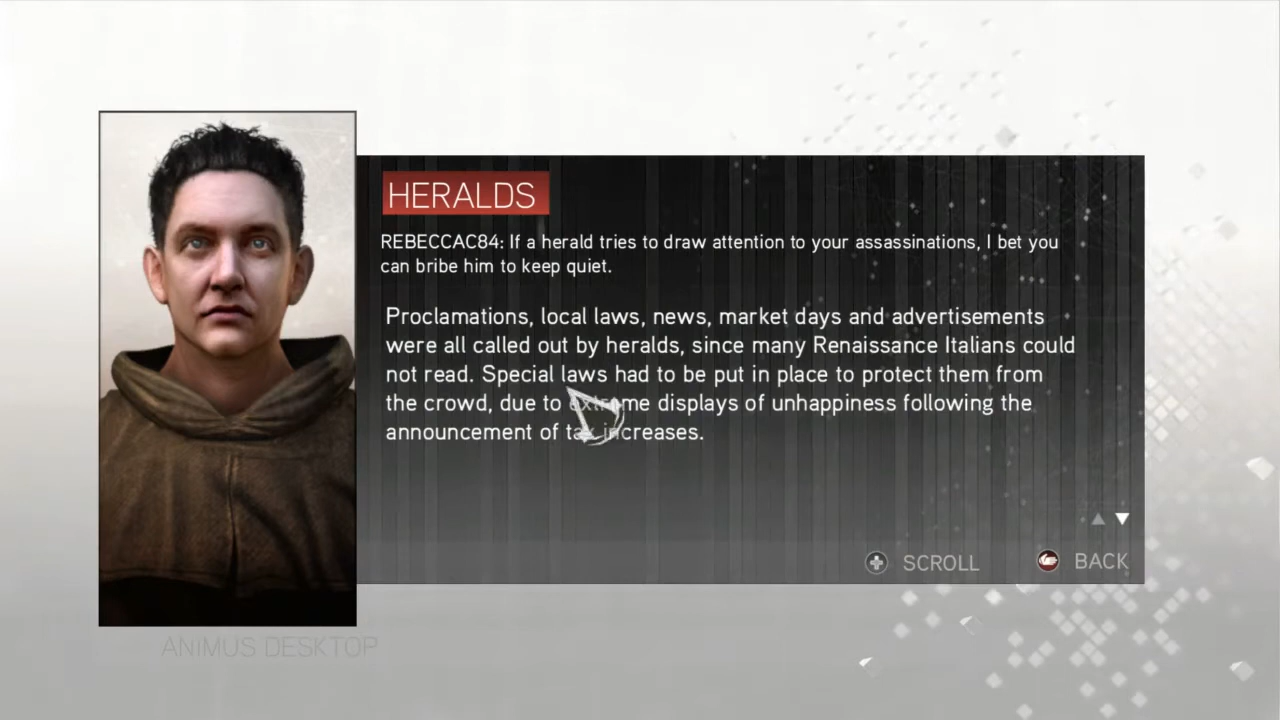 HERALDS
REBECCAC84: If a herald tries to draw attention to your assassinations, I bet you
can bribe him to keep quiet.
Proclamations, local laws, news, market days and advertisements
were all called out by heralds, since many Renaissance Italians could
not read. Special laws had to be put in place to protect them from
the crowd, due to extreme displays of unhappiness following the
announcement of tax increases.
SCROLL
BACK
ANIMUS DESKTOP